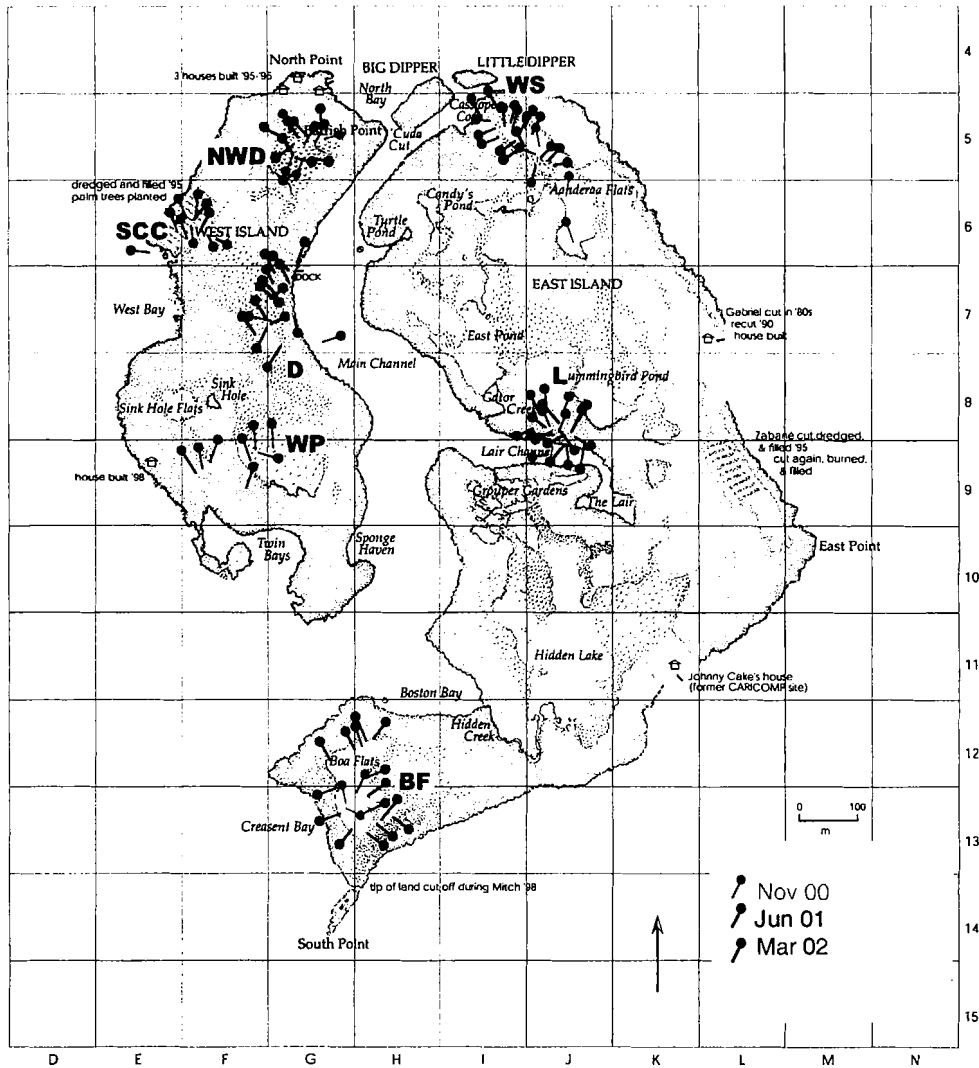 North Point
3 houses built '95-'96
BIG DIPPER
LITTLE DIPPER
North
Bay
WS
Cassiope
Cuda
Cut
NWD
Point
dredged and filled '95
palm trees planted
Candy's
Pond
Aanderaa Flats
Turtle
Pond
SCC
WEST ISLAND
DOCK
EAST ISLAND
West Bay
East Pond
Gabriel cut in '80s
recut '90
house built
Main Channel
D
Lummingbird Pond
Sink
Hole
Sink Hole Flats
Gator
Creek
WP
Lair Channel
Zabane cut dredged,
& filled '95
cut again, burned,
& filled
house built '98
Grouper Gardens
The Lair
Twin
Bays
Sponge
Haven
East Point
Hidden Lake
Johnny Cake's house
(former CARICOMP site)
Boston Bay
Hidden
Creek
Boa Flats
BF
Creasent Bay
0 100
m
tip of land cut off during Mitch '98
South Point
Nov 00
Jun 01
Mar 02
4
5
6
7
8
9
10
11
12
13
14
15
D E F G H I J K L M N